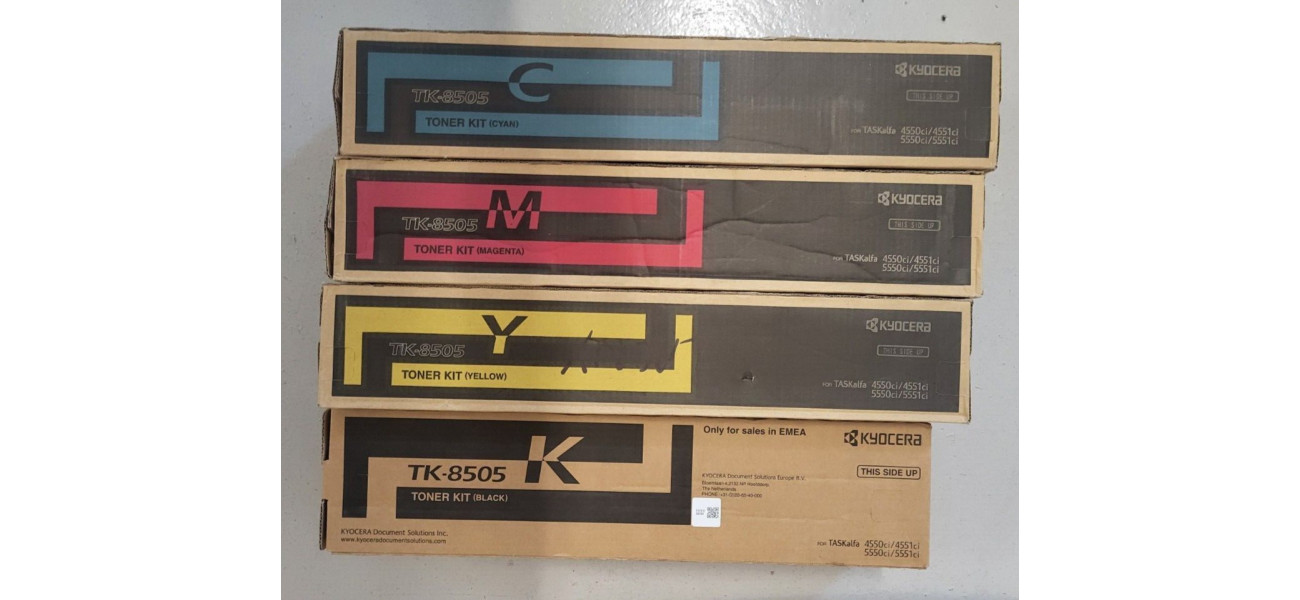 C
TK-8505
TONER KIT (CYAN)
KYOCERA
THIS SIDE UP
FOR TASKalfa 4550ci/4551ci
5550ci/5551ci
M
TK-8505
TONER KIT (MAGENTA)
KYOCERA
THIS SIDE UP
FOR TASKalfa 4550ci/4551ci
5550ci/5551ci
Y
TK-8505
TONER KIT (YELLOW)
KYOCERA
THIS SIDE UP
FOR TASKalfa 4550ci/4551ci
5550ci/5551ci
K
TK-8505
TONER KIT (BLACK)
KYOCERA Document Solutions Inc.
www.kyoceradocumentsolutions.com
Only for sales in EMEA
KYOCERA Document Solutions Europe B.V.
The Netherlands
KYOCERA
THIS SIDE UP
FOR TASKalfa 4550ci/4551ci
5550ci/5551ci